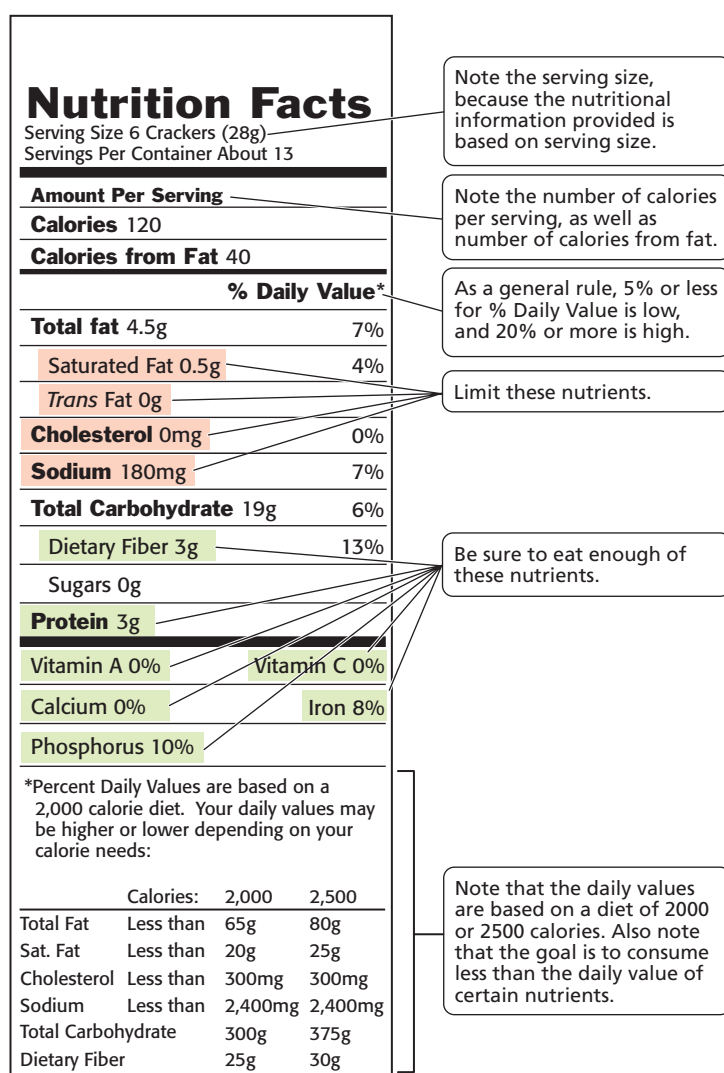 Nutrition Facts
Serving Size 6 Crackers (28g)
Servings Per Container About 13
Amount Per Serving
Calories 120
Calories from Fat 40
% Daily Value*
Total fat 4.5g 7%
Saturated Fat 0.5g 4%
Trans Fat 0g
Cholesterol 0mg 0%
Sodium 180mg 7%
Total Carbohydrate 19g 6%
Dietary Fiber 3g 13%
Sugars 0g
Protein 3g
Vitamin A 0% Vitamin C 0%
Calcium 0% Iron 8%
Phosphorus 10%
*Percent Daily Values are based on a
2,000 calorie diet. Your daily values may
be higher or lower depending on your
calorie needs:
Calories: 2,000 2,500
Total Fat Less than 65g 80g
Sat. Fat Less than 20g 25g
Cholesterol Less than 300mg 300mg
Sodium Less than 2,400mg 2,400mg
Total Carbohydrate 300g 375g
Dietary Fiber 25g 30g
Note the serving size,
because the nutritional
information provided is
based on serving size.
Note the number of calories
per serving, as well as
number of calories from fat.
As a general rule, 5% or less
for % Daily Value is low,
and 20% or more is high.
Limit these nutrients.
Be sure to eat enough of
these nutrients.
Note that the daily values
are based on a diet of 2000
or 2500 calories. Also note
that the goal is to consume
less than the daily value of
certain nutrients.